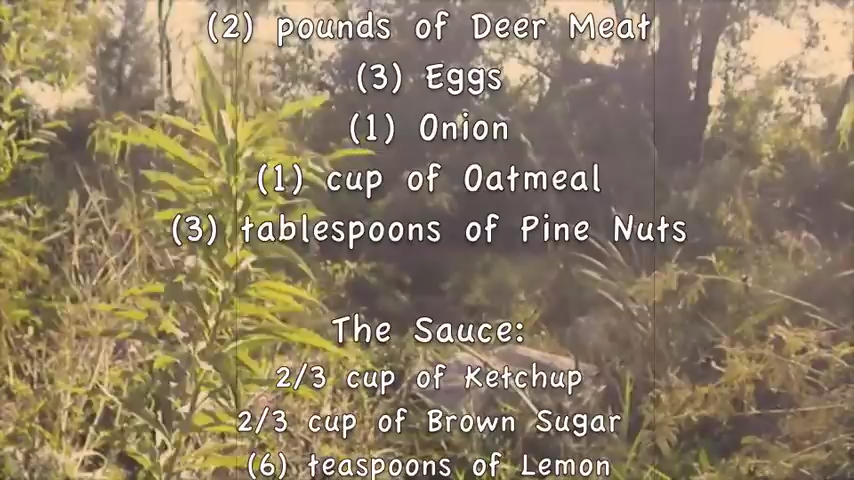 (2) pounds of Deer Meat
(3) Eggs
(1) Onion
(1) cup of Oatmeal
(3) tablespoons of Pine Nuts
The Sauce:
2/3 cup of Ketchup
2/3 cup of Brown Sugar
(6) teaspoons of Lemon